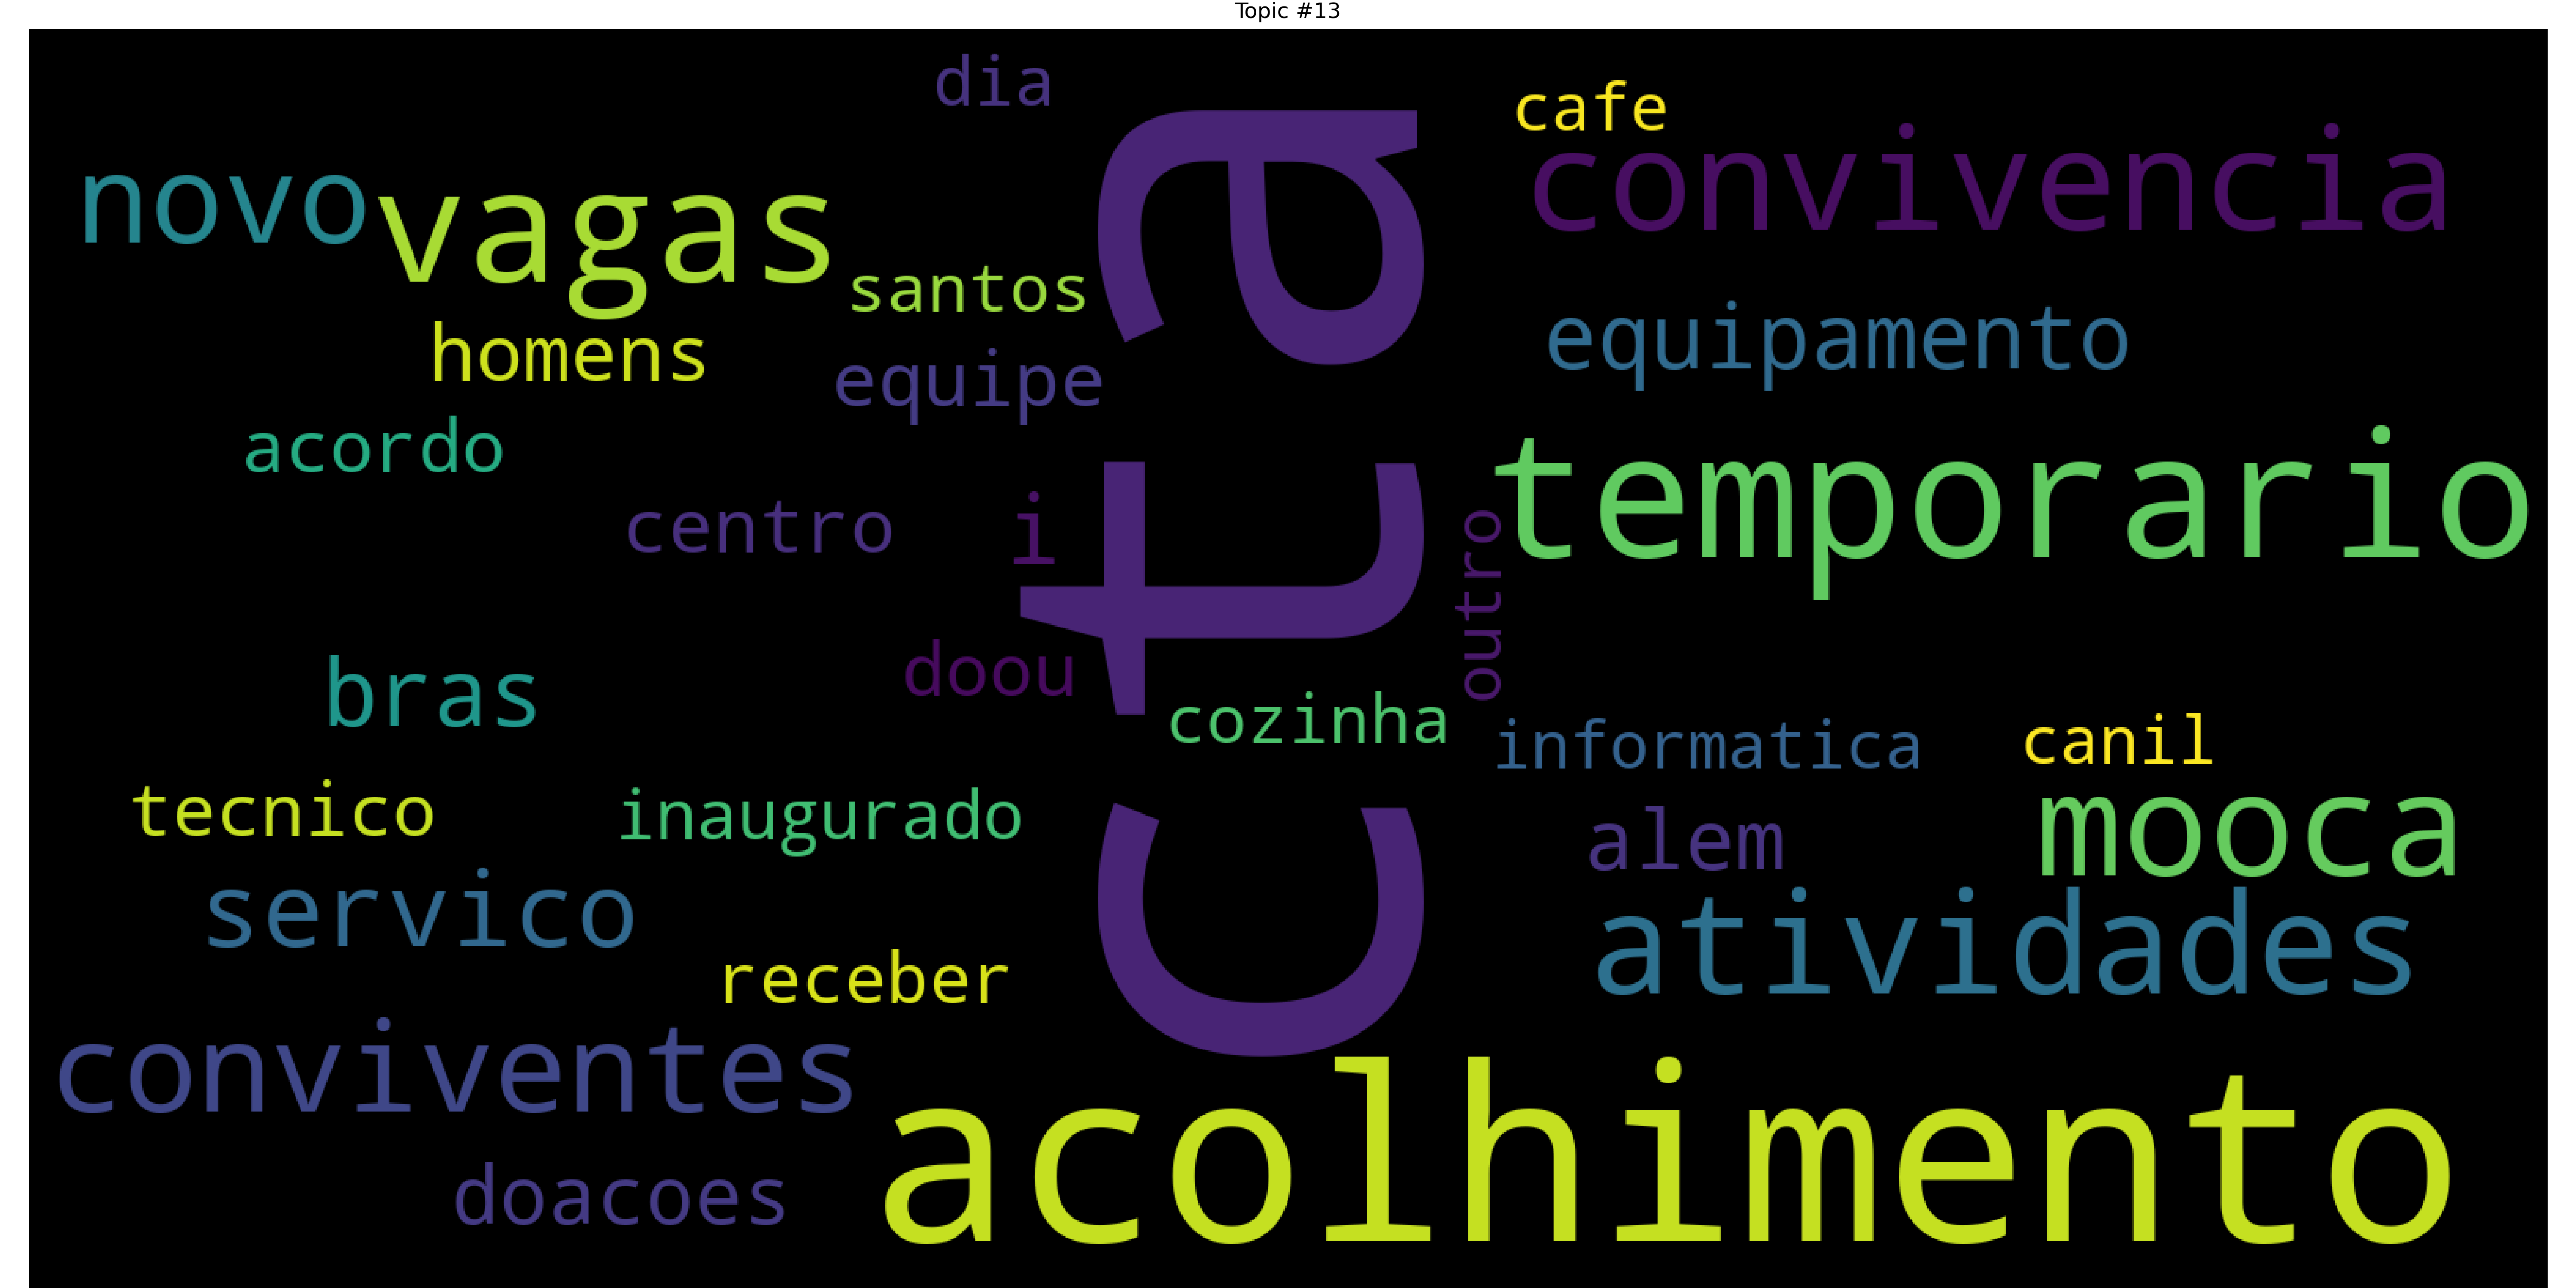 Topic #13
dia
cafe
convivencia
novo
vagas
santos
homens
equipe
equipamento
acordo
temporario
centro
i
cta
outro
doou
bras
cozinha
informatica
canil
tecnico
inaugurado
alem
mooca
servico
atividades
receber
conviventes
acolhimento
doacoes